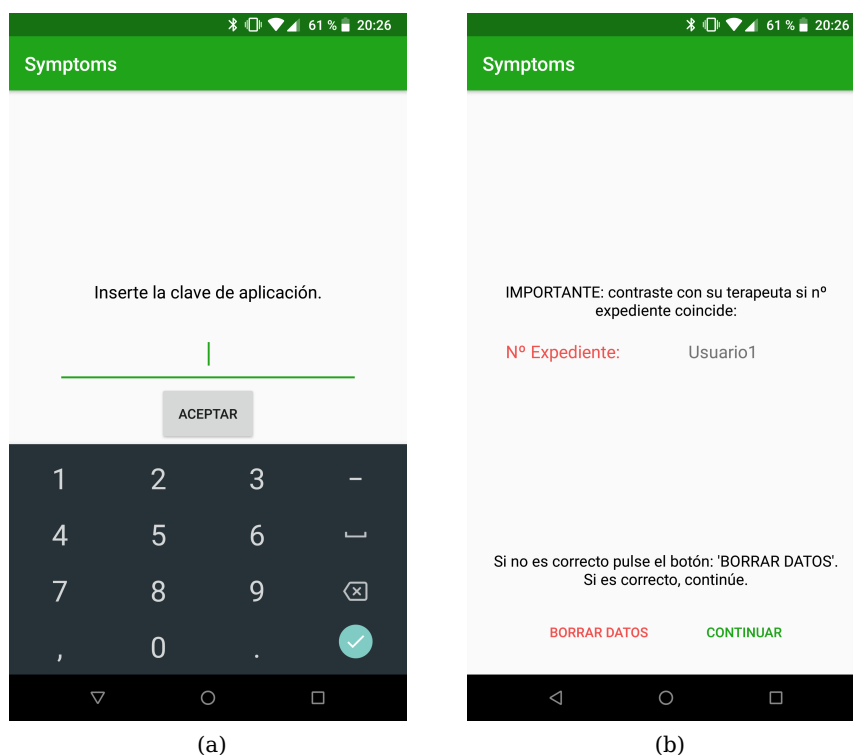 61 % 20:26
Symptoms
Inserte la clave de aplicación.
ACEPTAR
1 2 3 -
4 5 6
7 8 9
, 0 .
(a)
61 % 20:26
Symptoms
IMPORTANTE: contraste con su terapeuta si nº
expediente coincide:
Nº Expediente: Usuario1
Si no es correcto pulse el botón: 'BORRAR DATOS'.
Si es correcto, continúe.
BORRAR DATOS CONTINUAR
(b)